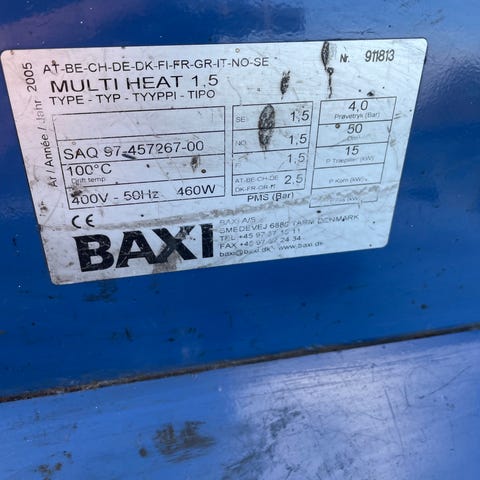 AT-BE-CH-DE-DK-FI-FR-GR-IT-NO-SE
Nr. 911813
MULTI HEAT 1,5
TYPE - TYP - TYYPPI - TIPO
År / Année / Jahr 2005
SAQ 97-457267-00
100°C
Drift temp
400V - 50Hz 460W
SE 1,5
NO 1,5
F 1,5
AT-BE-CH-DE
DK-FR-GR-IT 2,5
PMS (Bar)
4,0
Prøvetryk (Bar)
50
15
P Træpiller (kW)
P Korn (kW)
CE
BAXI
BAXI A/S
SMEDEVEJ 6880 TARM DENMARK
TEL +45 97 37 15 11
FAX +45 97 37 24 34
baxi@baxi.dk www.baxi.dk